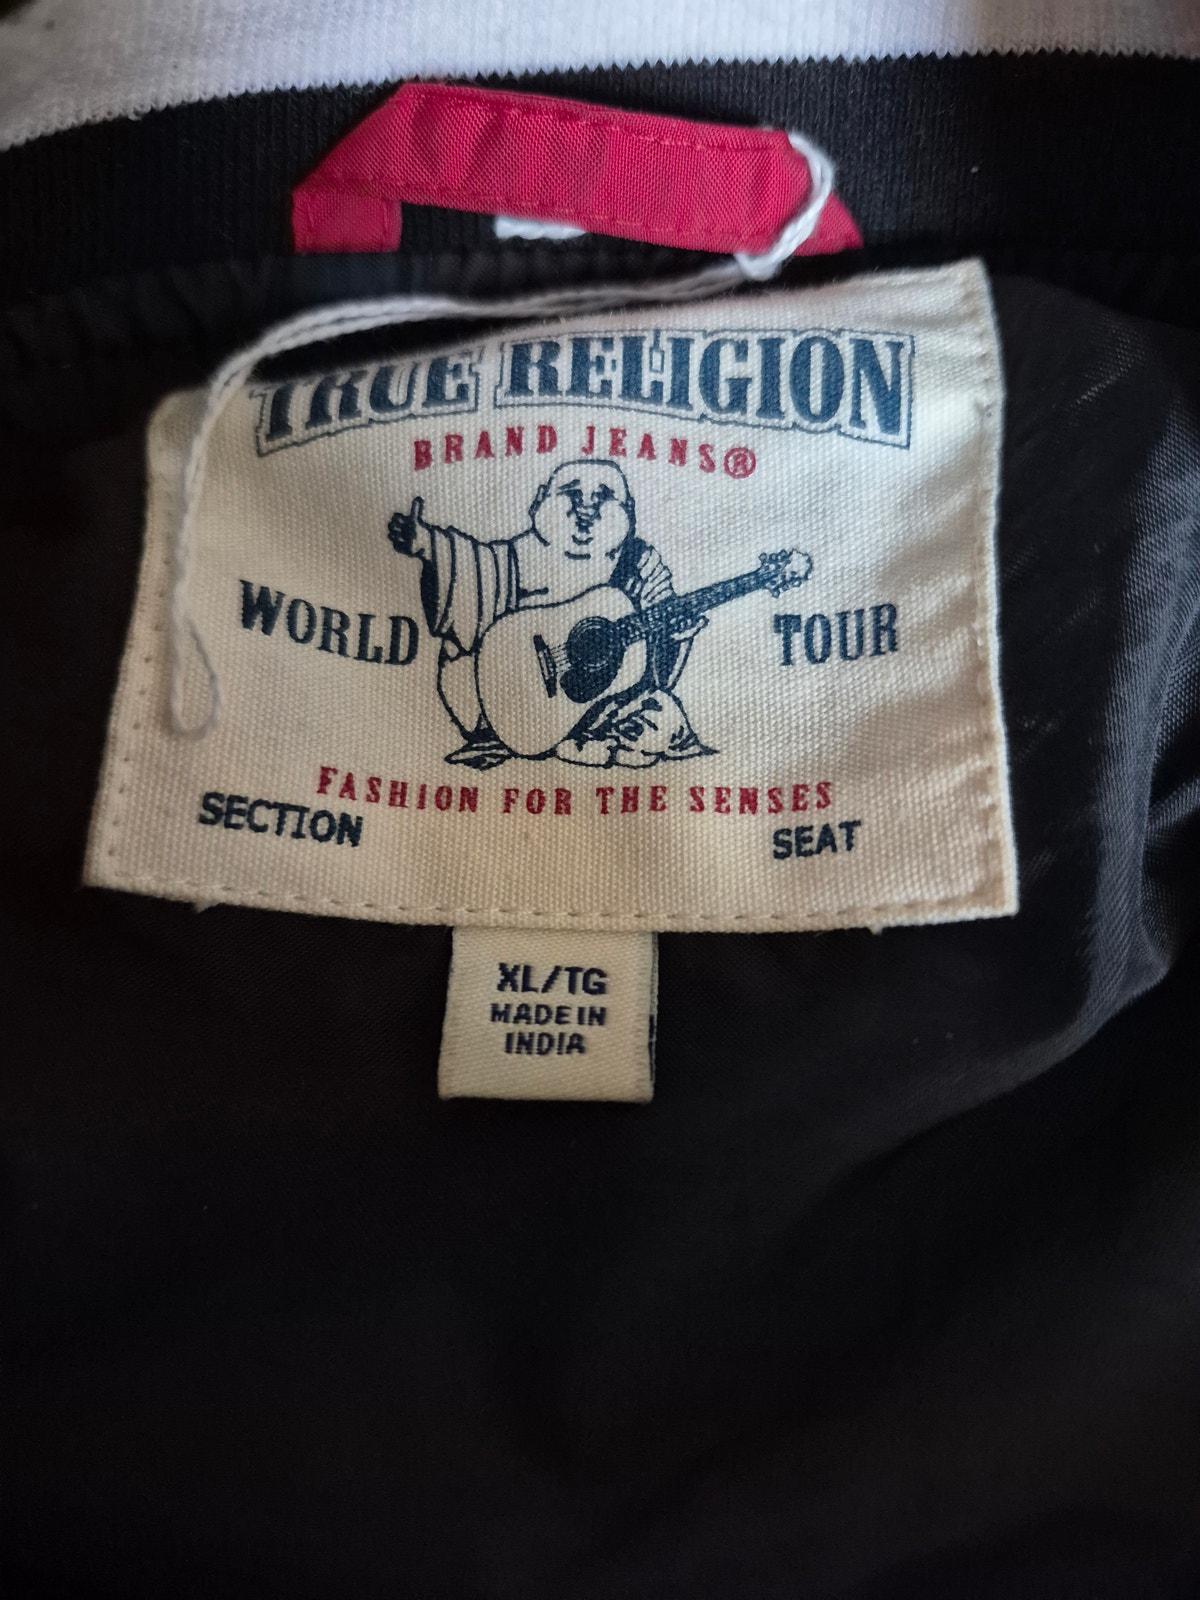 TRUE RELIGION
BRAND JEANS®
WORLD TOUR
FASHION FOR THE SENSES
SECTION SEAT
XL/TG
MADE IN
INDIA